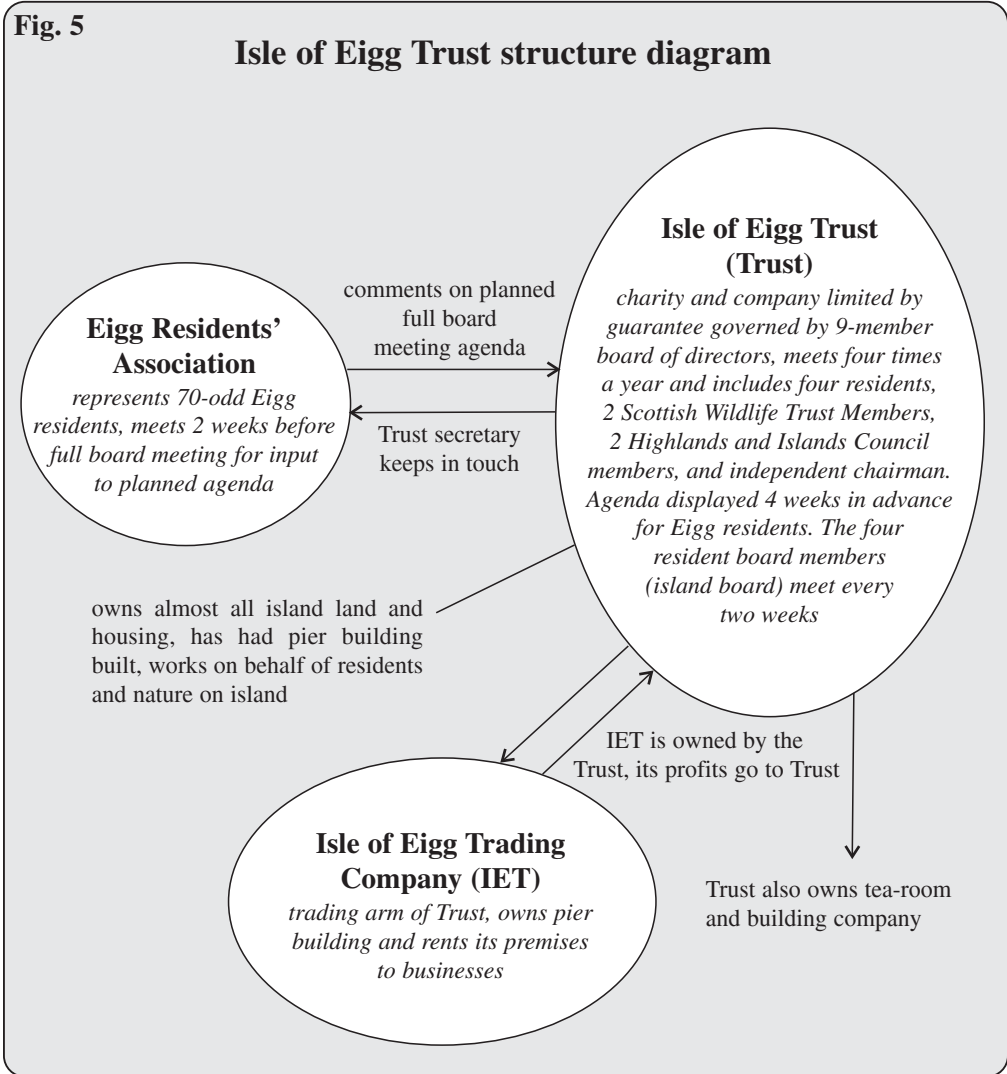 Fig. 5
Isle of Eigg Trust structure diagram
Isle of Eigg Trust
(Trust)
charity and company limited by
guarantee governed by 9-member
board of directors, meets four times
a year and includes four residents,
2 Scottish Wildlife Trust Members,
2 Highlands and Islands Council
members, and independent chairman.
Agenda displayed 4 weeks in advance
for Eigg residents. The four
resident board members
(island board) meet every
two weeks
comments on planned
full board
meeting agenda
Eigg Residents’
Association
represents 70-odd Eigg
residents, meets 2 weeks before
full board meeting for input
to planned agenda
Trust secretary
keeps in touch
owns almost all island land and
housing, has had pier building
built, works on behalf of residents
and nature on island
IET is owned by the
Trust, its profits go to Trust
Isle of Eigg Trading
Company (IET)
trading arm of Trust, owns pier
building and rents its premises
to businesses
Trust also owns tea-room
and building company